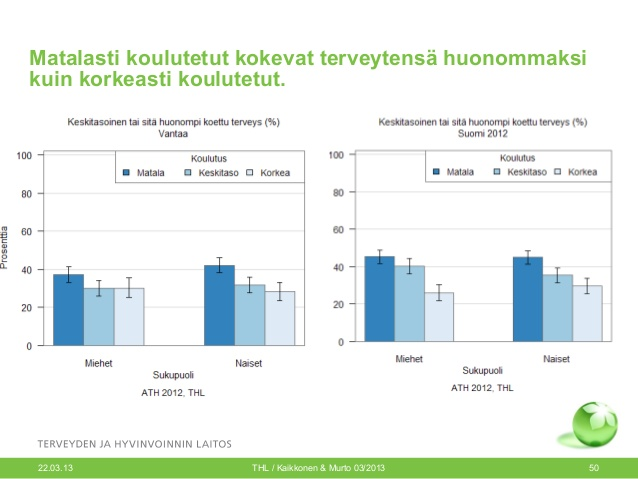 Matalasti koulutetut kokevat terveytensä huonommaksi
kuin korkeasti koulutetut.
Keskitasoinen tai sitä huonompi koettu terveys (%)
Vantaa
Koulutus
Matala Keskitaso Korkea
Prosenttia
100
80
60
40
20
0
Miehet Naiset
Sukupuoli
ATH 2012, THL
Keskitasoinen tai sitä huonompi koettu terveys (%)
Suomi 2012
Koulutus
Matala Keskitaso Korkea
100
80
60
40
20
0
Miehet Naiset
Sukupuoli
ATH 2012, THL
TERVEYDEN JA HYVINVOINNIN LAITOS
22.03.13 THL / Kaikkonen & Murto 03/2013 50